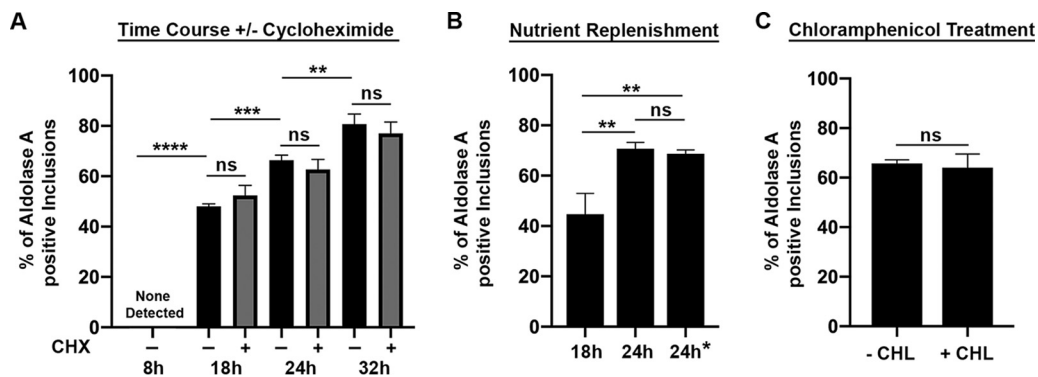 A
Time Course +/- Cycloheximide
% of Aldolase A
positive Inclusions
100
80
60
40
20
0
None
Detected
****
ns
***
ns
**
ns
CHX
– – + – + – +
8h 18h 24h 32h
B
Nutrient Replenishment
% of Aldolase A
positive Inclusions
100
80
60
40
20
0
**
**
ns
18h 24h 24h*
C
Chloramphenicol Treatment
% of Aldolase A
positive Inclusions
100
80
60
40
20
0
ns
- CHL + CHL